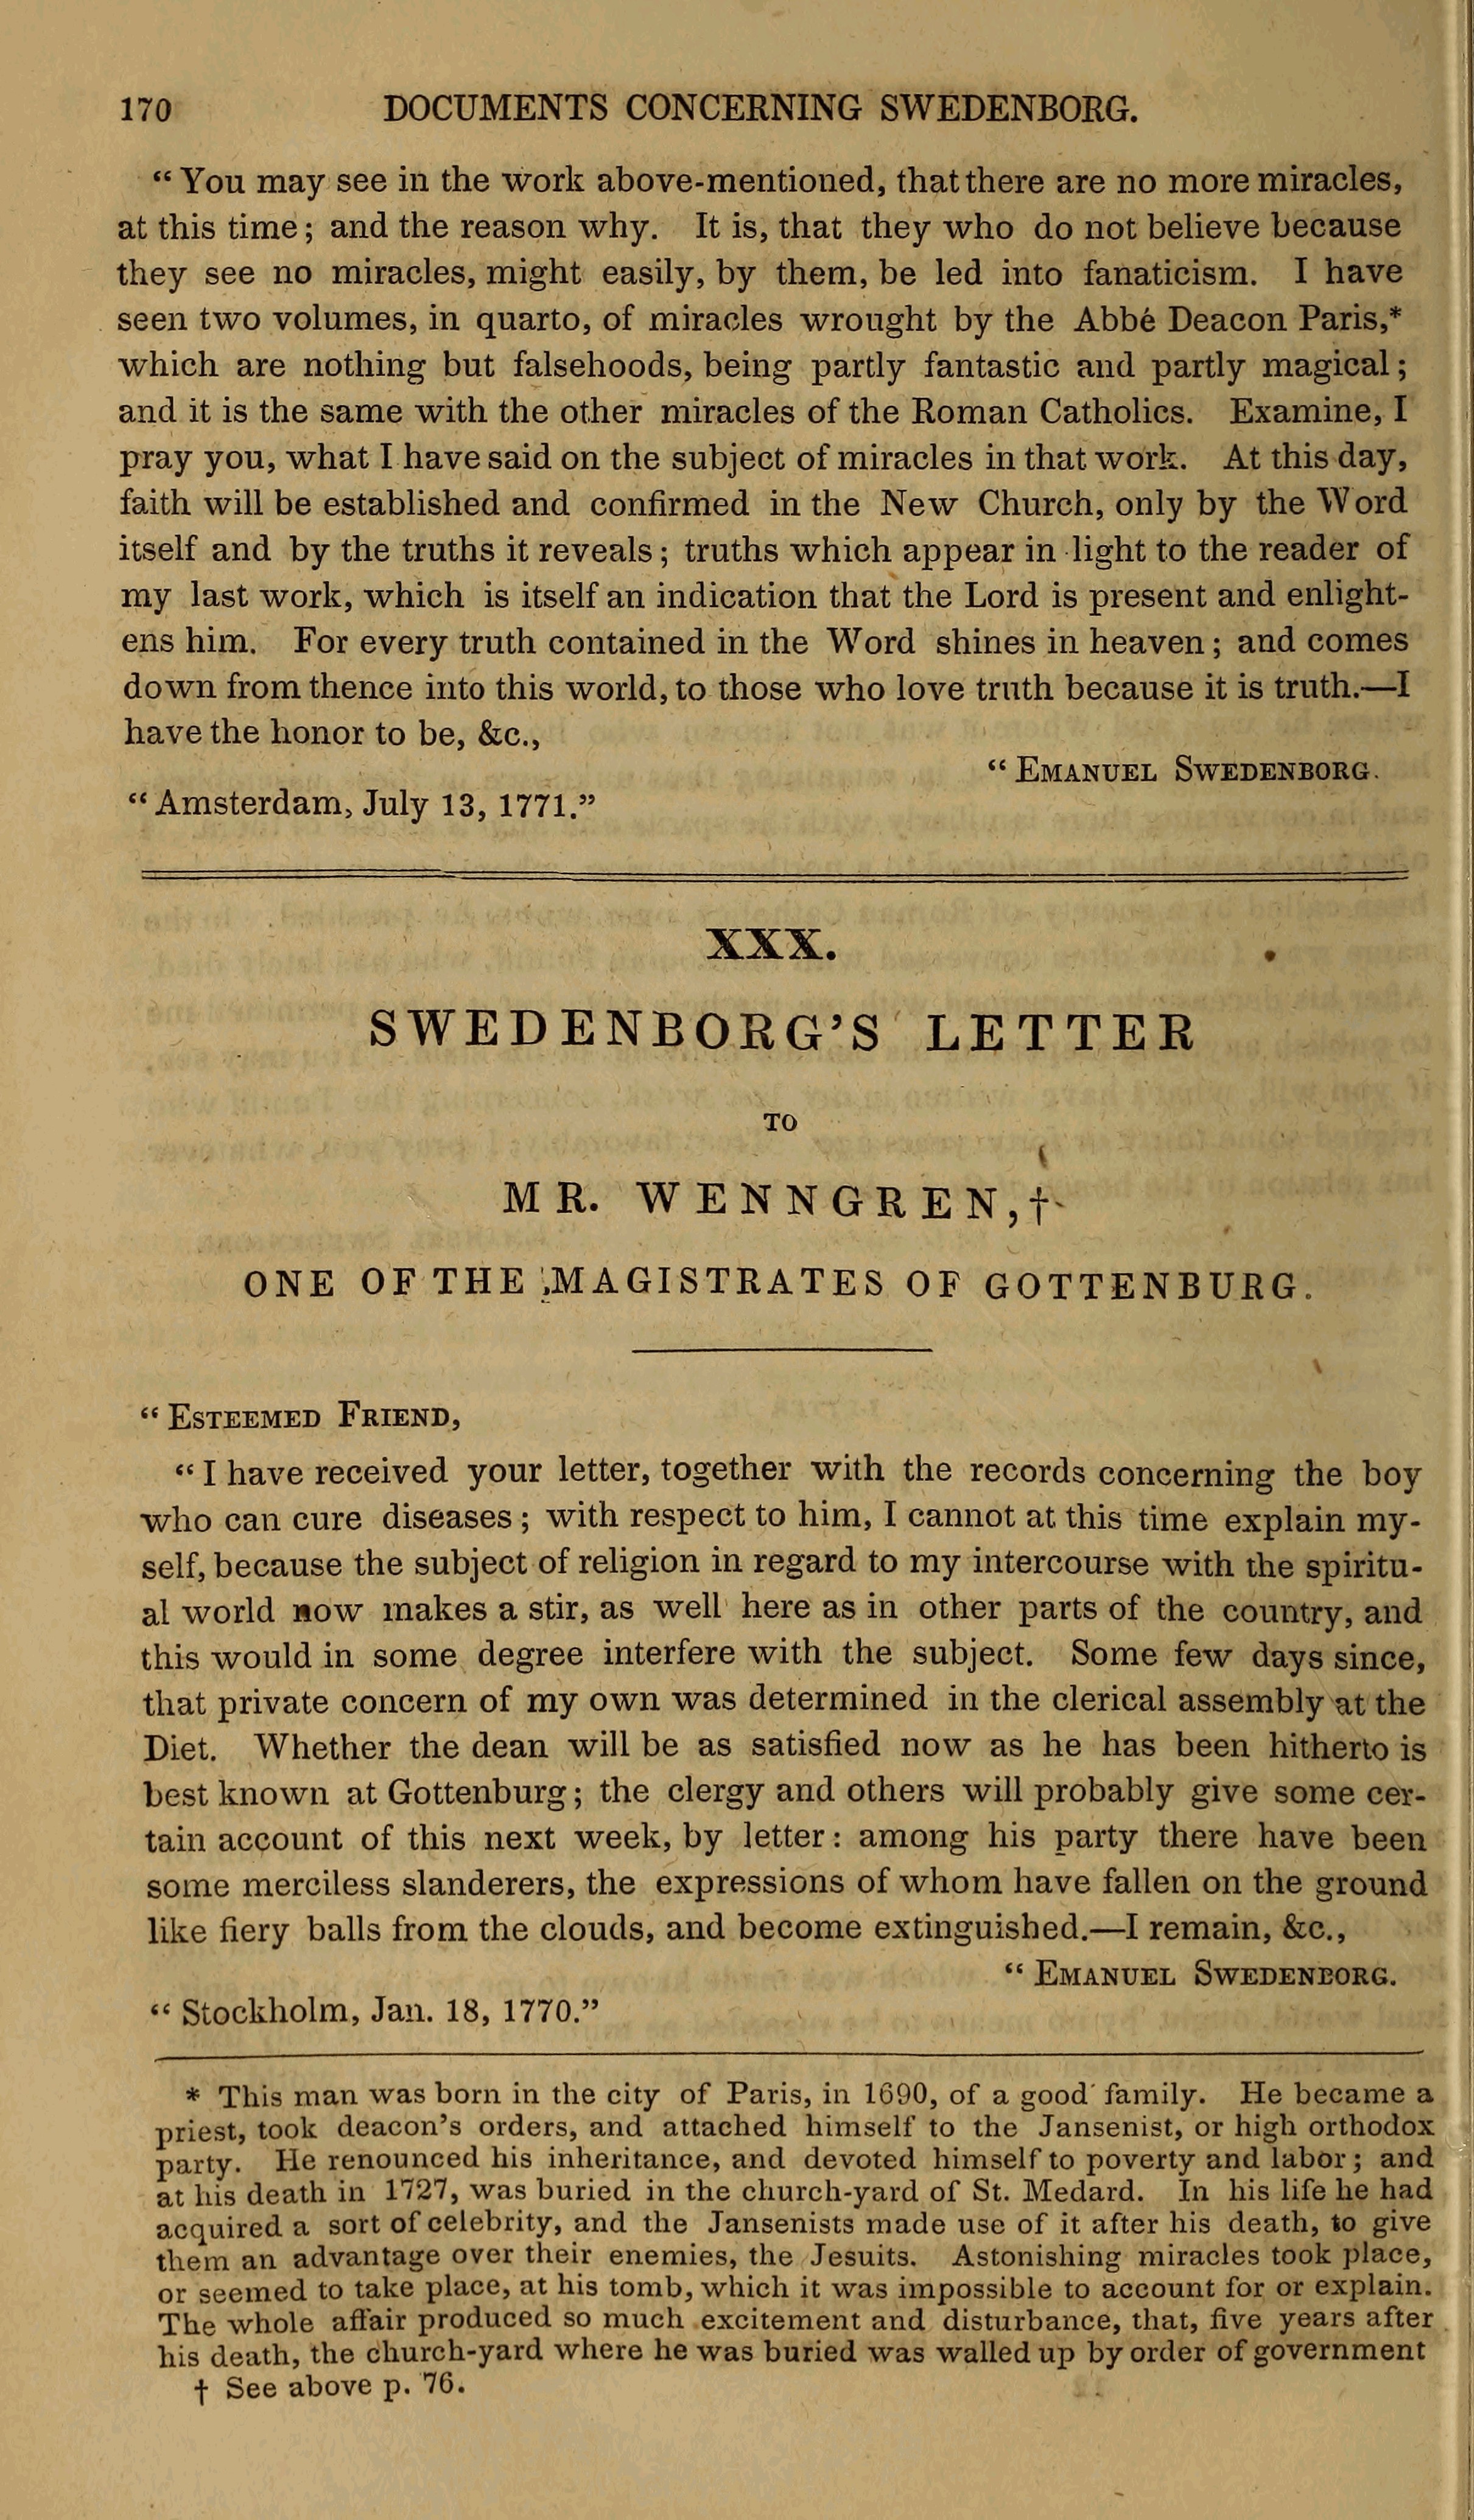 170 DOCUMENTS CONCERNING SWEDENBORG.
“ You may see in the work above-mentioned, that there are no more miracles,
at this time ; and the reason why. It is, that they who do not believe because
they see no miracles, might easily, by them, be led into fanaticism. I have
seen two volumes, in quarto, of miracles wrought by the Abbé Deacon Paris,*
which are nothing but falsehoods, being partly fantastic and partly magical ;
and it is the same with the other miracles of the Roman Catholics. Examine, I
pray you, what I have said on the subject of miracles in that work. At this day,
faith will be established and confirmed in the New Church, only by the Word
itself and by the truths it reveals ; truths which appear in light to the reader of
my last work, which is itself an indication that the Lord is present and enlight-
ens him. For every truth contained in the Word shines in heaven ; and comes
down from thence into this world, to those who love truth because it is truth.—I
have the honor to be, &c.,
“ EMANUEL SWEDENBORG.
“ Amsterdam, July 13, 1771.”
XXX.
SWEDENBORG’S LETTER
TO
MR. WENNGREN,†
ONE OF THE MAGISTRATES OF GOTTENBURG.
“ ESTEEMED FRIEND,
“ I have received your letter, together with the records concerning the boy
who can cure diseases ; with respect to him, I cannot at this time explain my-
self, because the subject of religion in regard to my intercourse with the spiritu-
al world now makes a stir, as well here as in other parts of the country, and
this would in some degree interfere with the subject. Some few days since,
that private concern of my own was determined in the clerical assembly at the
Diet. Whether the dean will be as satisfied now as he has been hitherto is
best known at Gottenburg ; the clergy and others will probably give some cer-
tain account of this next week, by letter : among his party there have been
some merciless slanderers, the expressions of whom have fallen on the ground
like fiery balls from the clouds, and become extinguished.—I remain, &c.,
“ EMANUEL SWEDENBORG.
“ Stockholm, Jan. 18, 1770.”
* This man was born in the city of Paris, in 1690, of a good family. He became a
priest, took deacon’s orders, and attached himself to the Jansenist, or high orthodox
party. He renounced his inheritance, and devoted himself to poverty and labor ; and
at his death in 1727, was buried in the church-yard of St. Medard. In his life he had
acquired a sort of celebrity, and the Jansenists made use of it after his death, to give
them an advantage over their enemies, the Jesuits. Astonishing miracles took place,
or seemed to take place, at his tomb, which it was impossible to account for or explain.
The whole affair produced so much excitement and disturbance, that, five years after
his death, the church-yard where he was buried was walled up by order of government
† See above p. 76.